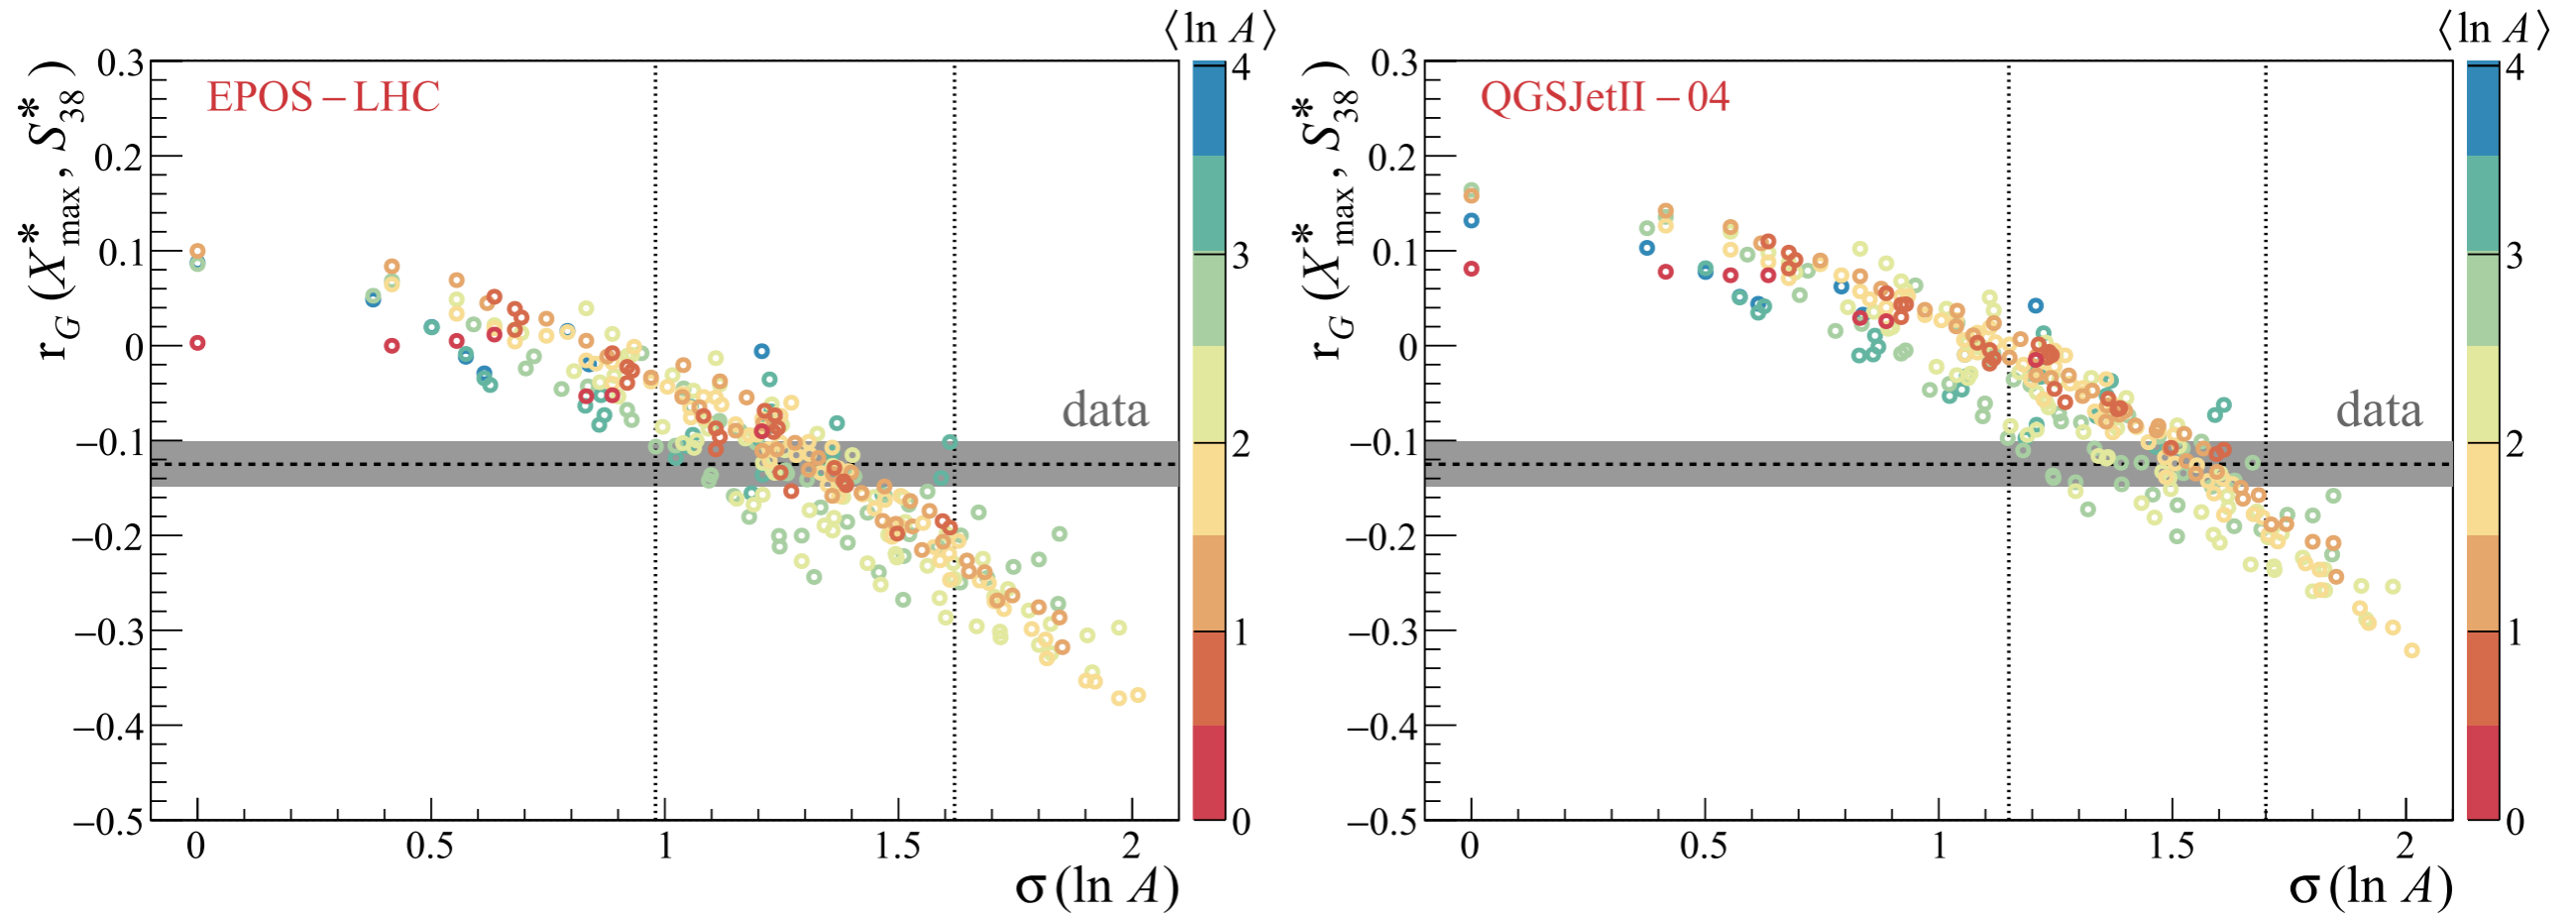 ⟨ln A⟩
EPOS – LHC
r_G (X*_max, S*_38)
0.3
0.2
0.1
0
−0.1
−0.2
−0.3
−0.4
−0.5
data
0 0.5 1 1.5 2
σ (ln A)
4
3
2
1
0
⟨ln A⟩
QGSJetII – 04
r_G (X*_max, S*_38)
0.3
0.2
0.1
0
−0.1
−0.2
−0.3
−0.4
−0.5
data
0 0.5 1 1.5 2
σ (ln A)
4
3
2
1
0